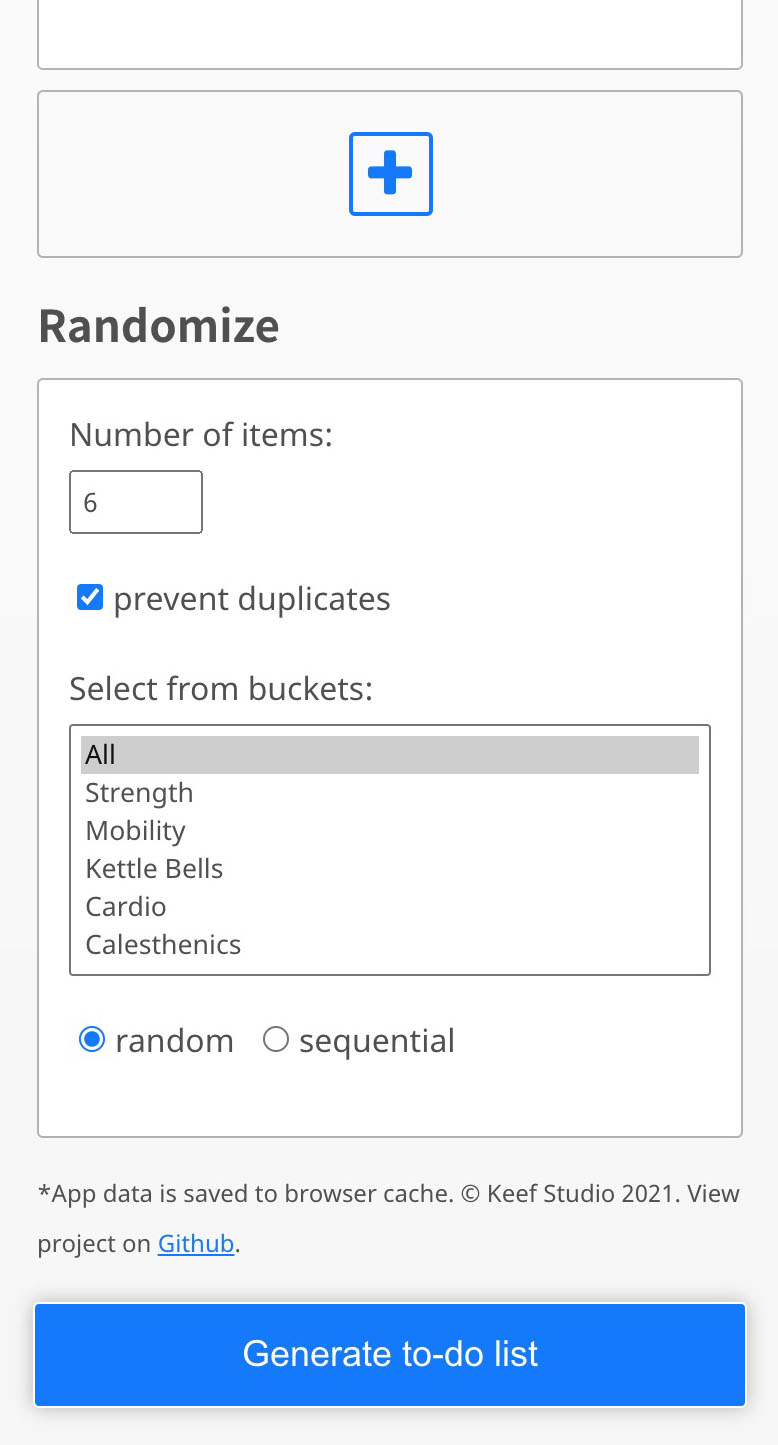 Randomize
Number of items:
6
prevent duplicates
Select from buckets:
All
Strength
Mobility
Kettle Bells
Cardio
Calesthenics
random sequential
*App data is saved to browser cache. © Keef Studio 2021. View
project on Github.
Generate to-do list